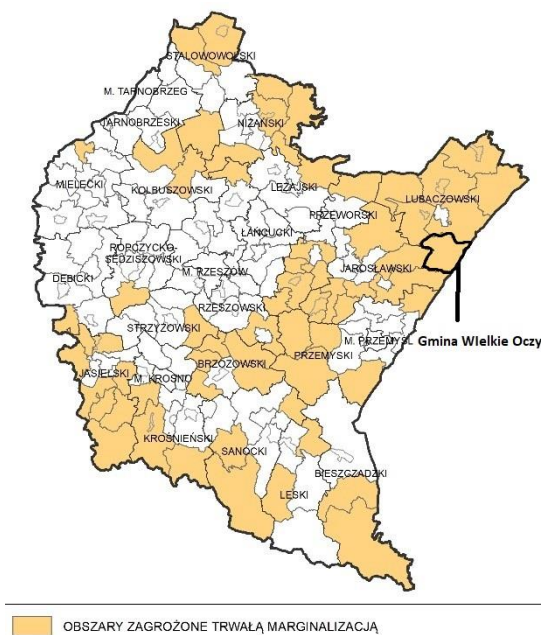 STALOWOWOLSKI
M. TARNOBRZEG
TARNOBRZESKI
NIŻAŃSKI
MIELECKI
KOLBUSZOWSKI
LEŻAJSKI
LUBACZOWSKI
PRZEWORSKI
ŁAŃCUCKI
ROPCZYCKO-
SĘDZISZOWSKI
M. RZESZÓW
JAROSŁAWSKI
DĘBICKI
RZESZOWSKI
STRZYŻOWSKI
M. PRZEMYŚL
Gmina WIelkie Oczy
PRZEMYSKI
BRZOZOWSKI
JASIELSKI
M. KROSNO
KROŚNIEŃSKI
SANOCKI
BIESZCZADZKI
LESKI
OBSZARY ZAGROŻONE TRWAŁĄ MARGINALIZACJĄ